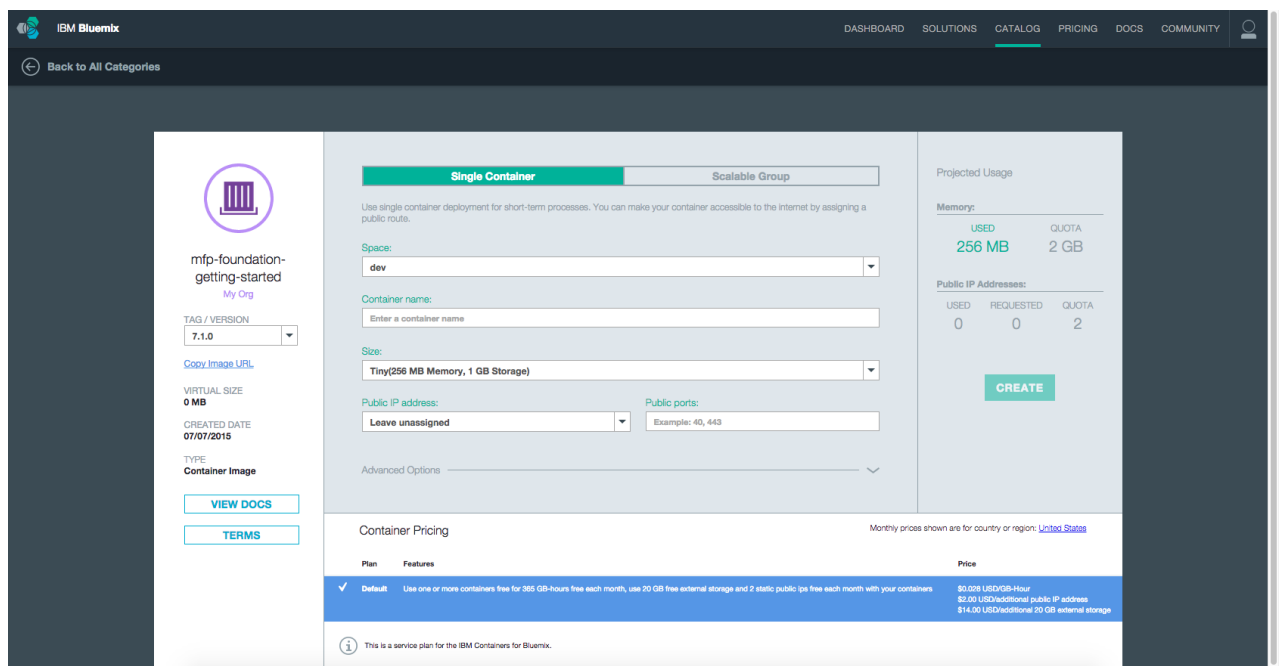 IBM Bluemix
DASHBOARD SOLUTIONS CATALOG PRICING DOCS COMMUNITY
Back to All Categories
mfp-foundation-
getting-started
My Org
TAG / VERSION
7.1.0
Copy Image URL
VIRTUAL SIZE
0 MB
CREATED DATE
07/07/2015
TYPE
Container Image
VIEW DOCS
TERMS
Single Container Scalable Group
Use single container deployment for short-term processes. You can make your container accessible to the internet by assigning a
public route.
Space:
dev
Container name:
Enter a container name
Size:
Tiny(256 MB Memory, 1 GB Storage)
Public IP address: Public ports:
Leave unassigned Example: 40, 443
Advanced Options
Projected Usage
Memory:
USED QUOTA
256 MB 2 GB
Public IP Addresses:
USED REQUESTED QUOTA
0 0 2
CREATE
Container Pricing Monthly prices shown are for country or region: United States
Plan Features Price
Default Use one or more containers free for 365 GB-hours free each month, use 20 GB free external storage and 2 static public ips free each month with your containers $0.028 USD/GB-Hour
$2.00 USD/additional public IP address
$14.00 USD/additional 20 GB external storage
This is a service plan for the IBM Containers for Bluemix.